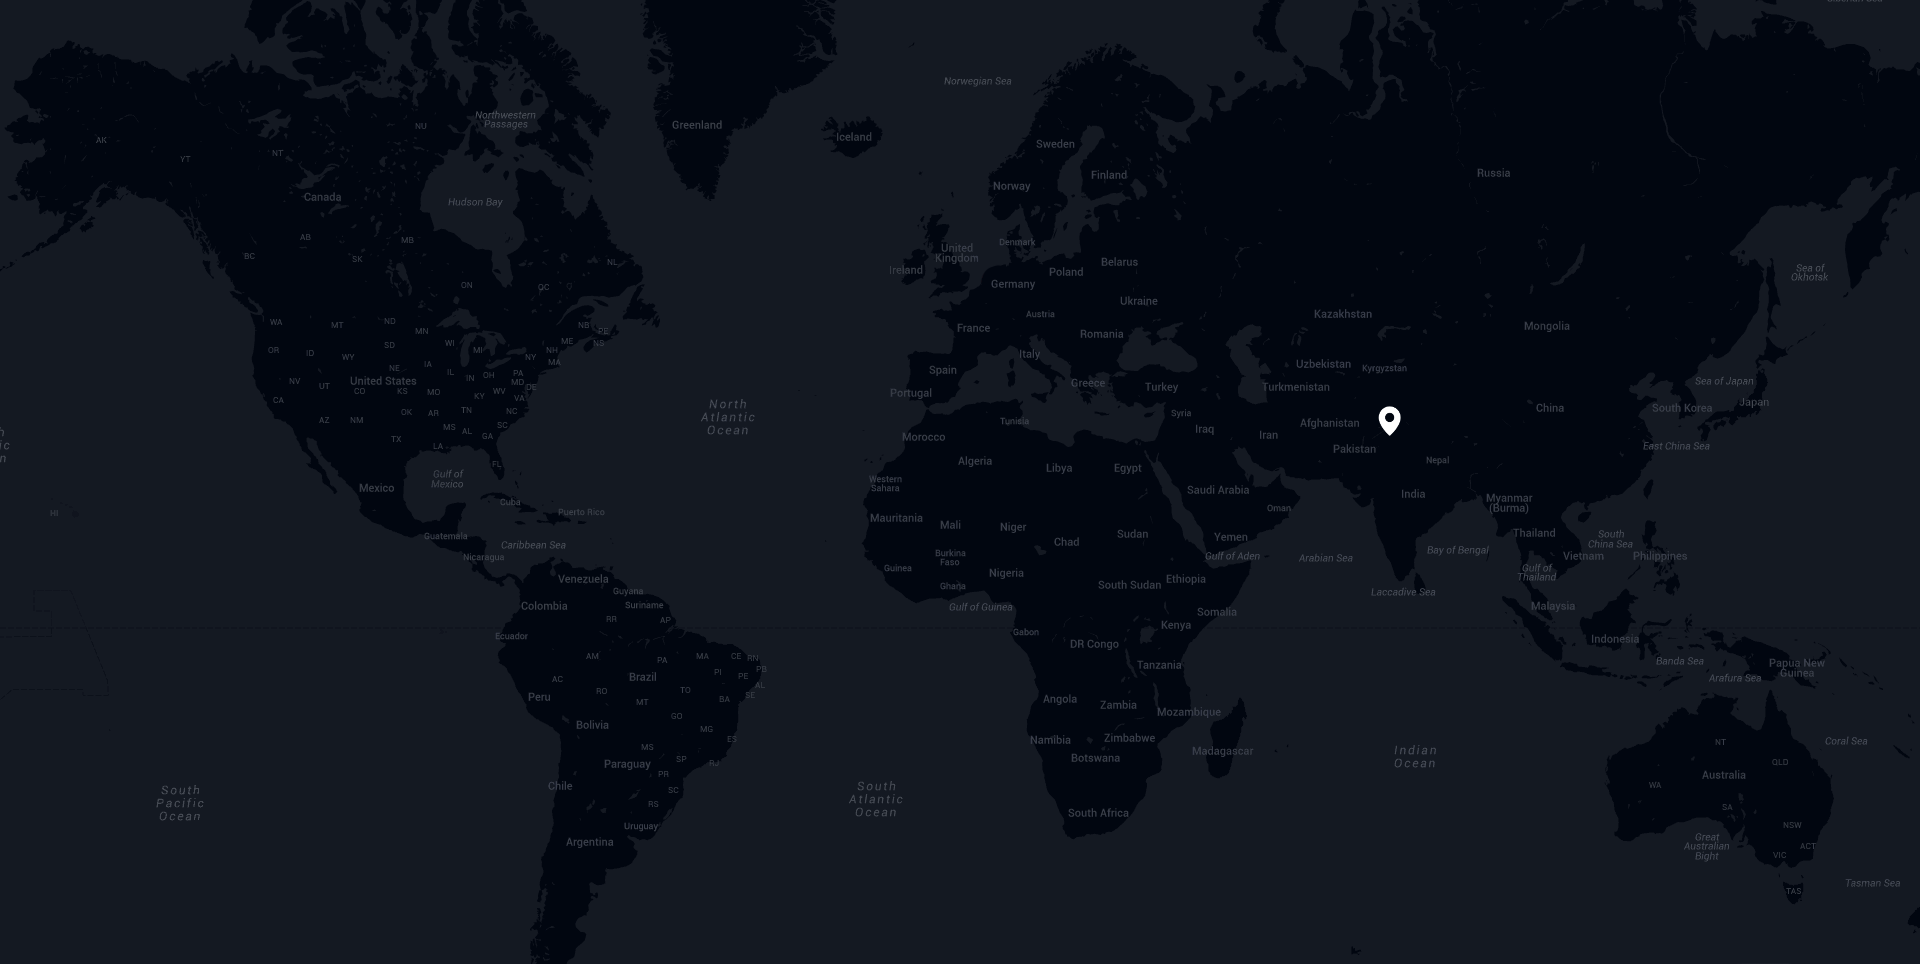 Norwegian Sea
Northwestern
Passages
NU
Greenland
Iceland
AK
Sweden
YT
NT
Russia
Finland
Norway
Canada
Hudson Bay
AB
MB
Denmark
United
Kingdom
BC
SK
NL
Belarus
Ireland
Poland
Sea of
Okhotsk
ON
QC
Germany
Ukraine
Austria
Kazakhstan
WA
MT
ND
MN
NB
PE
France
Mongolia
Romania
OR
ID
WY
SD
WI
MI
ME
NS
NH
NY
MA
Italy
NE
IA
IL
IN
OH
PA
Uzbekistan
Kyrgyzstan
Spain
NV
UT
United States
CO
KS
MO
KY
WV
MD
DE
VA
Greece
Turkey
Turkmenistan
Sea of Japan
Portugal
CA
North
Atlantic
Ocean
OK
AR
TN
NC
Syria
China
South Korea
Japan
AZ
NM
MS
AL
GA
SC
Tunisia
Iraq
Iran
Afghanistan
Morocco
TX
LA
Pakistan
East China Sea
Algeria
Libya
Egypt
Nepal
FL
Gulf of
Mexico
Mexico
Western
Sahara
Saudi Arabia
India
Cuba
Puerto Rico
Oman
Myanmar
(Burma)
HI
Mauritania
Mali
Niger
Chad
Sudan
Yemen
Thailand
South
China Sea
Guatemala
Caribbean Sea
Nicaragua
Burkina
Faso
Gulf of Aden
Arabian Sea
Bay of Bengal
Vietnam
Philippines
Guinea
Nigeria
Gulf of
Thailand
Venezuela
Ghana
South Sudan
Ethiopia
Guyana
Laccadive Sea
Colombia
Suriname
Gulf of Guinea
Somalia
Malaysia
RR
AP
Ecuador
Gabon
Kenya
DR Congo
Indonesia
AM
PA
MA
CE
RN
PB
Tanzania
Banda Sea
Papua New
Guinea
AC
Brazil
PI
PE
AL
Arafura Sea
Peru
RO
TO
SE
BA
MT
Angola
Zambia
Mozambique
GO
Bolivia
MG
ES
Namibia
Zimbabwe
NT
Coral Sea
MS
Madagascar
Indian
Ocean
Botswana
Paraguay
SP
RJ
PR
QLD
Australia
WA
Chile
SC
South
Pacific
Ocean
South
Atlantic
Ocean
RS
SA
South Africa
Uruguay
NSW
Argentina
Great
Australian
Bight
ACT
VIC
Tasman Sea
TAS